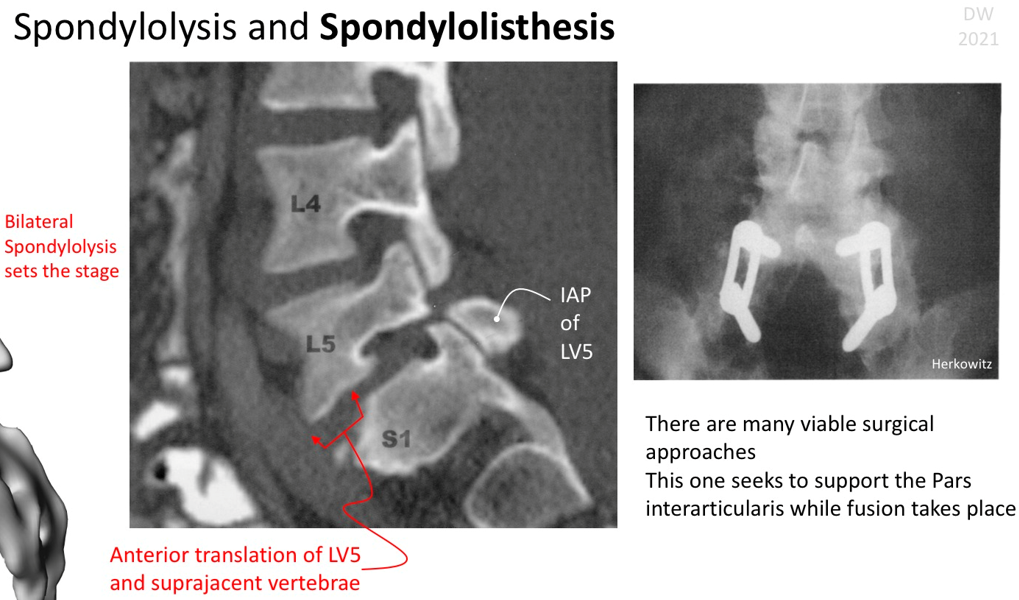 Spondylolysis and Spondylolisthesis
DW
2021
Bilateral
Spondylolysis
sets the stage
L4
L5
S1
IAP
of
LV5
Herkowitz
There are many viable surgical
approaches
This one seeks to support the Pars
interarticularis while fusion takes place
Anterior translation of LV5
and suprajacent vertebrae